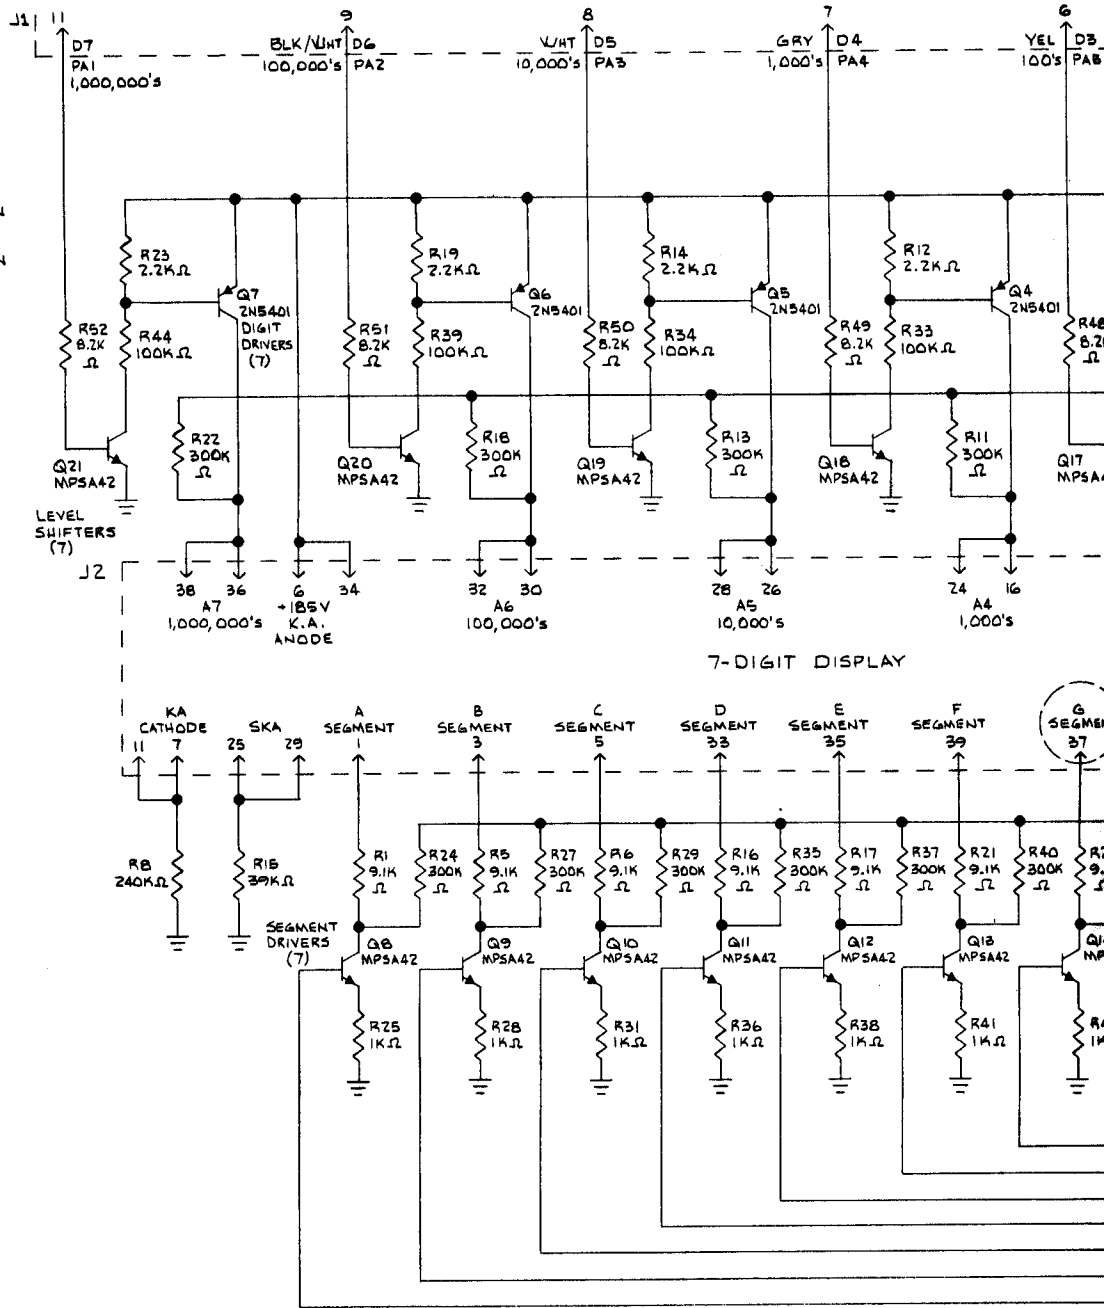 J1 11 9 8 7 6
D7 BLK/WHT D6 WHT D5 GRY D4 YEL D3
PA1 100,000's PA2 10,000's PA3 1,000's PA4 100's PA5
1,000,000's
R23 R19 R14 R12
2.2KΩ 2.2KΩ 2.2KΩ 2.2KΩ
Q7 Q6 Q5 Q4
2N5401 2N5401 2N5401 2N5401
DIGIT
DRIVERS
(7)
R52 R44 R51 R39 R50 R34 R49 R33 R48
8.2K 100KΩ 8.2K 100KΩ 8.2K 100KΩ 8.2K 100KΩ
Ω Ω Ω Ω Ω
R22 R18 R13 R11
300K 300K 300K 300K
Ω Ω Ω Ω
Q21 Q20 Q19 Q18 Q17
MPSA42 MPSA42 MPSA42 MPSA42
LEVEL
SHIFTERS
(7)
J2
38 36 6 34 32 30 28 26 24 16
A7 +185V A6 A5 A4
1,000,000's K.A. 100,000's 10,000's 1,000's
ANODE
7-DIGIT DISPLAY
KA A B C D E F G
CATHODE SKA SEGMENT SEGMENT SEGMENT SEGMENT SEGMENT SEGMENT
11 7 25 29 1 3 5 33 35 39 37
R8 R15 R1 R24 R5 R27 R6 R29 R16 R35 R17 R37 R21 R40
240KΩ 39KΩ 9.1K 300K 9.1K 300K 9.1K 300K 9.1K 300K 9.1K 300K 9.1K 300K
Ω Ω Ω Ω Ω Ω Ω Ω Ω Ω Ω Ω Ω
SEGMENT
DRIVERS
(7)
Q8 Q9 Q10 Q11 Q12 Q13
MPSA42 MPSA42 MPSA42 MPSA42 MPSA42 MPSA42
R25 R28 R31 R36 R38 R41
1KΩ 1KΩ 1KΩ 1KΩ 1KΩ 1KΩ